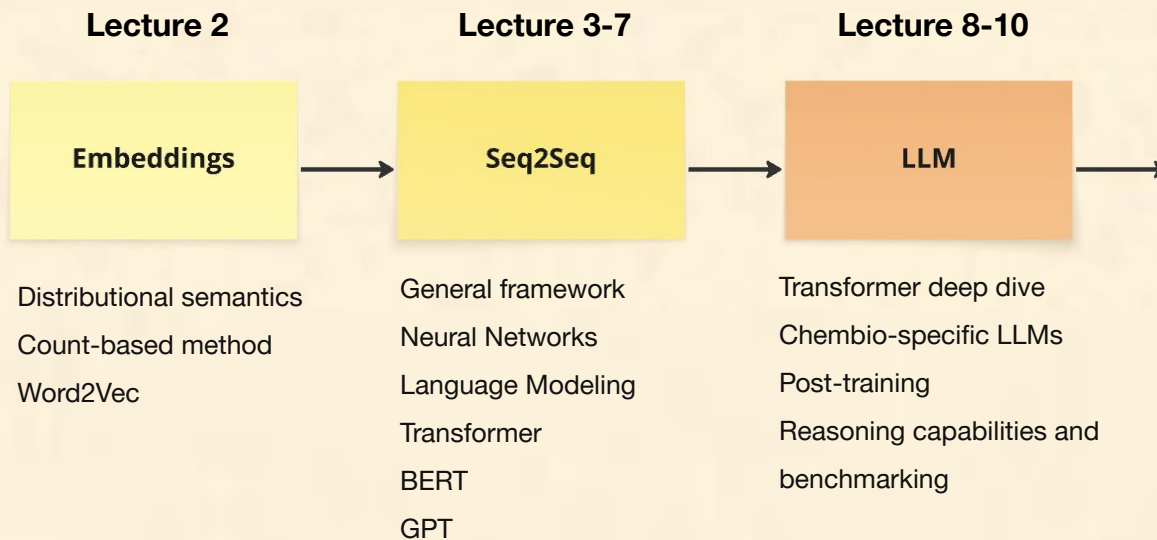 Lecture 2
Lecture 3-7
Lecture 8-10
Embeddings
Seq2Seq
LLM
Distributional semantics
Count-based method
Word2Vec
General framework
Neural Networks
Language Modeling
Transformer
BERT
GPT
Transformer deep dive
Chembio-specific LLMs
Post-training
Reasoning capabilities and
benchmarking